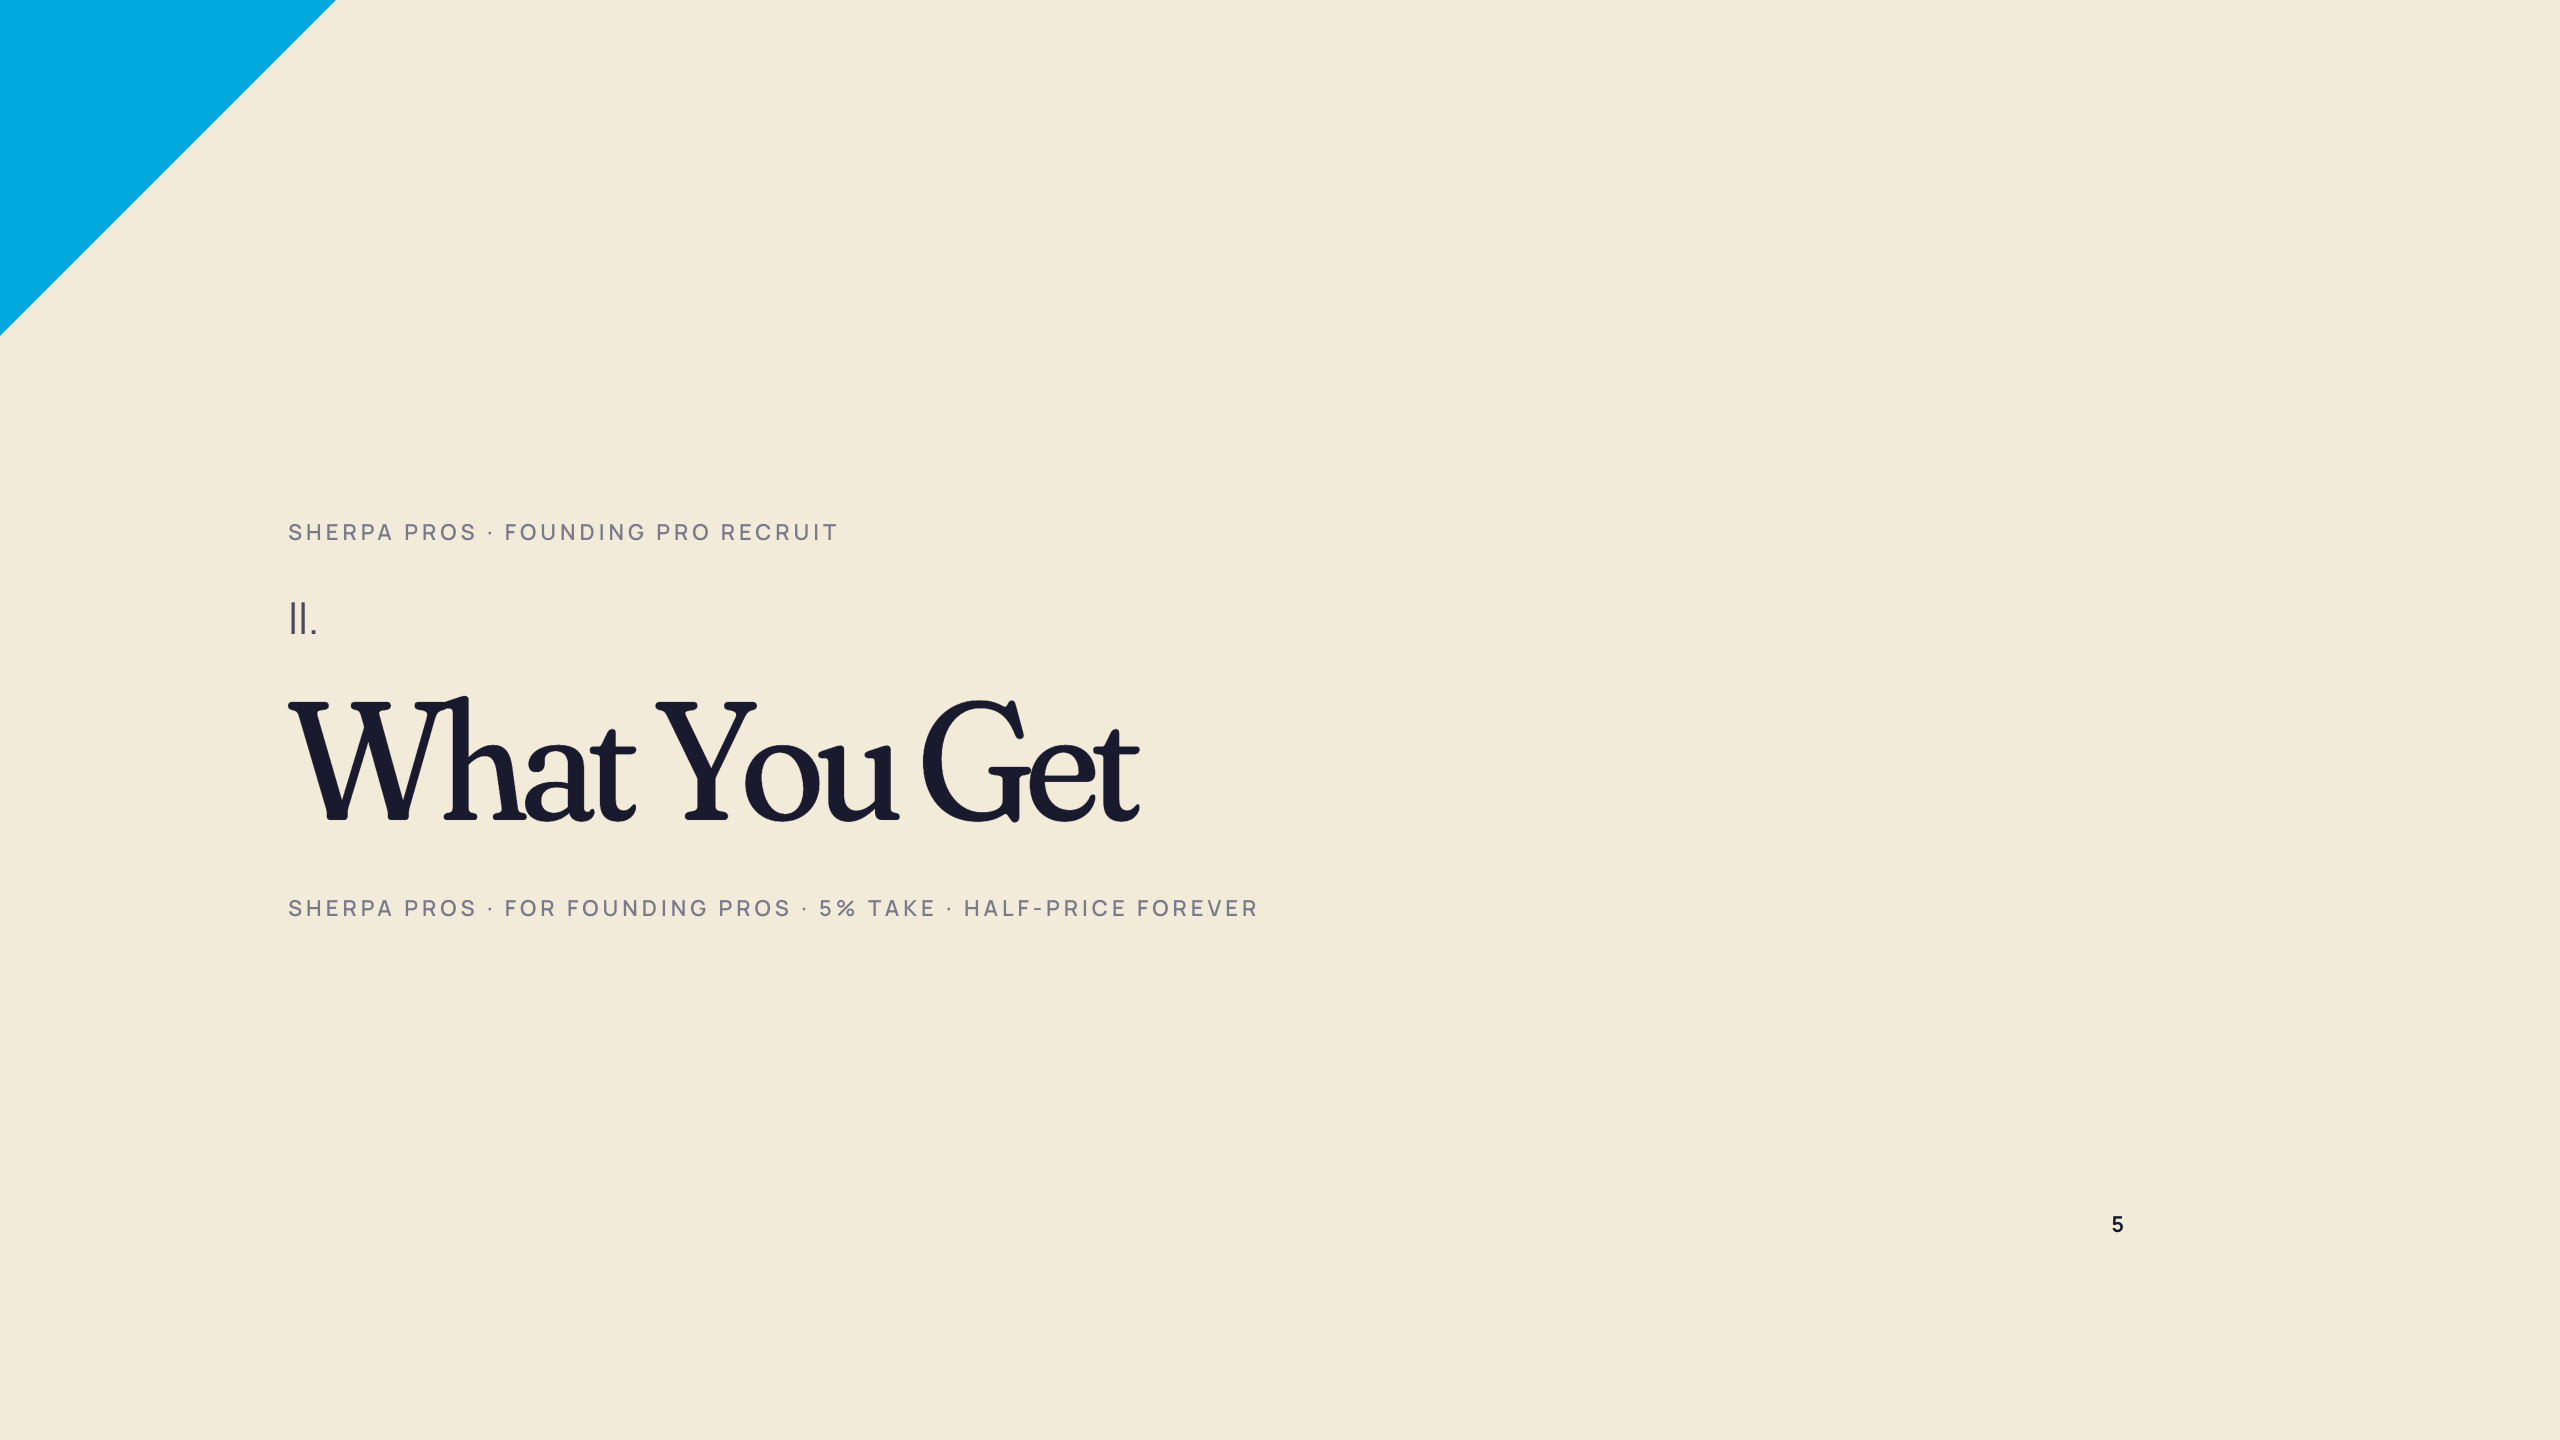 SHERPA PROS · FOUNDING PRO RECRUIT
II.
What You Get
SHERPA PROS · FOR FOUNDING PROS · 5% TAKE · HALF-PRICE FOREVER
5